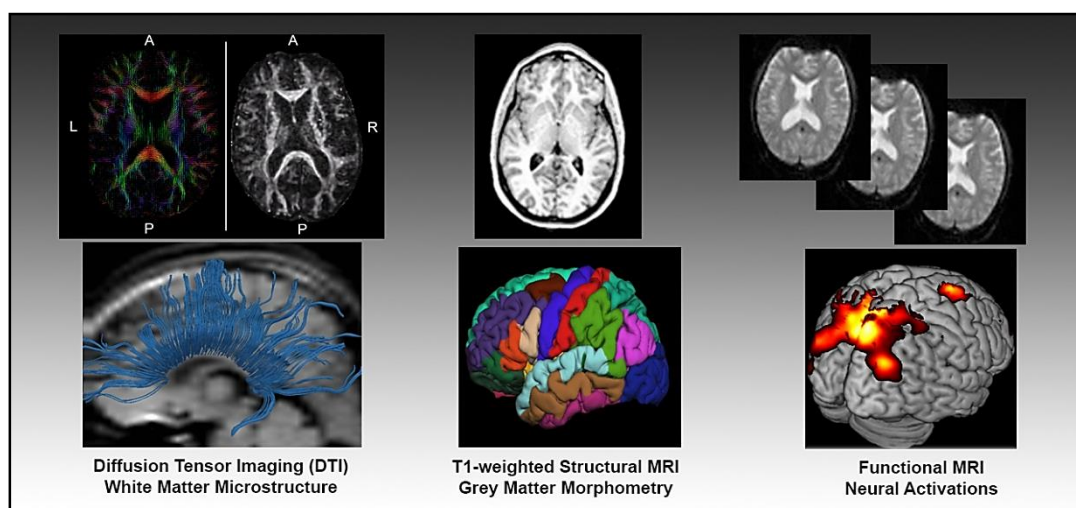 A
A
L
R
P
P
Diffusion Tensor Imaging (DTI)
White Matter Microstructure
T1-weighted Structural MRI
Grey Matter Morphometry
Functional MRI
Neural Activations